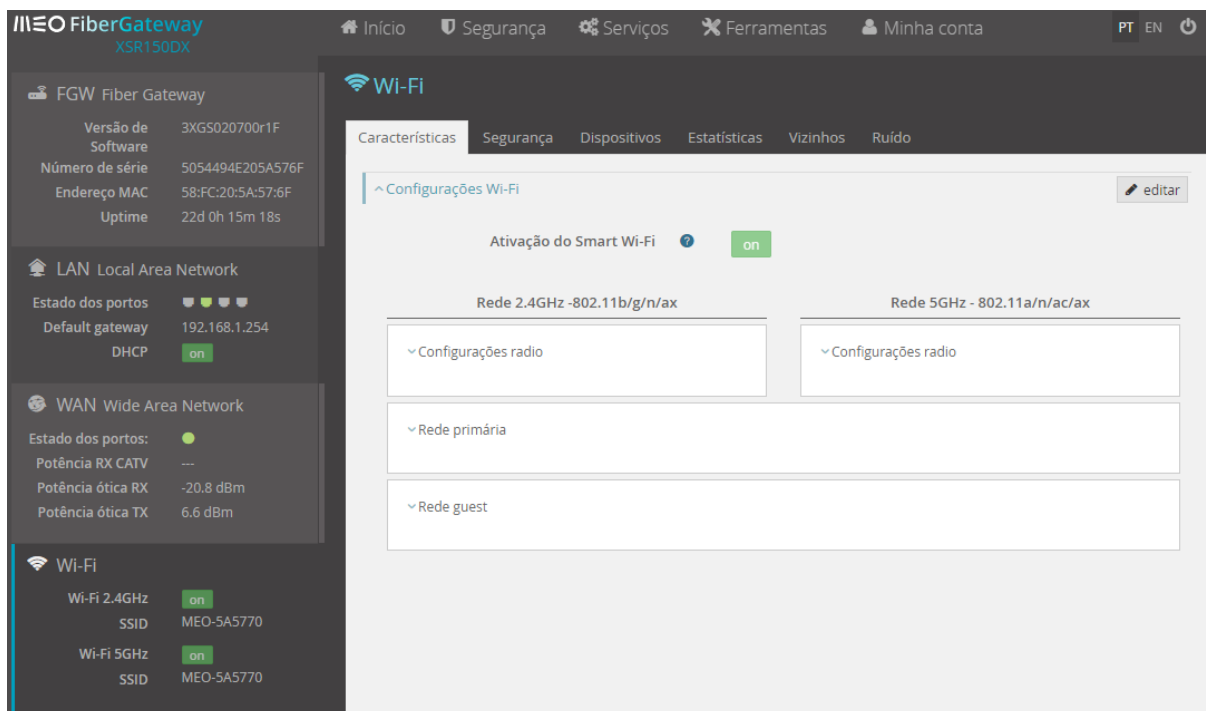 MEO FiberGateway
XSR150DX
Início Segurança Serviços Ferramentas Minha conta PT EN
FGW Fiber Gateway
Versão de Software 3XGS020700r1F
Número de série 5054494E205A576F
Endereço MAC 58:FC:20:5A:57:6F
Uptime 22d 0h 15m 18s
LAN Local Area Network
Estado dos portos
Default gateway 192.168.1.254
DHCP on
WAN Wide Area Network
Estado dos portos:
Potência RX CATV ---
Potência ótica RX -20.8 dBm
Potência ótica TX 6.6 dBm
Wi-Fi
Wi-Fi 2.4GHz on
SSID MEO-5A5770
Wi-Fi 5GHz on
SSID MEO-5A5770
Wi-Fi
Características Segurança Dispositivos Estatísticas Vizinhos Ruído
Configurações Wi-Fi editar
Ativação do Smart Wi-Fi ? on
Rede 2.4GHz -802.11b/g/n/ax Rede 5GHz - 802.11a/n/ac/ax
Configurações radio Configurações radio
Rede primária
Rede guest